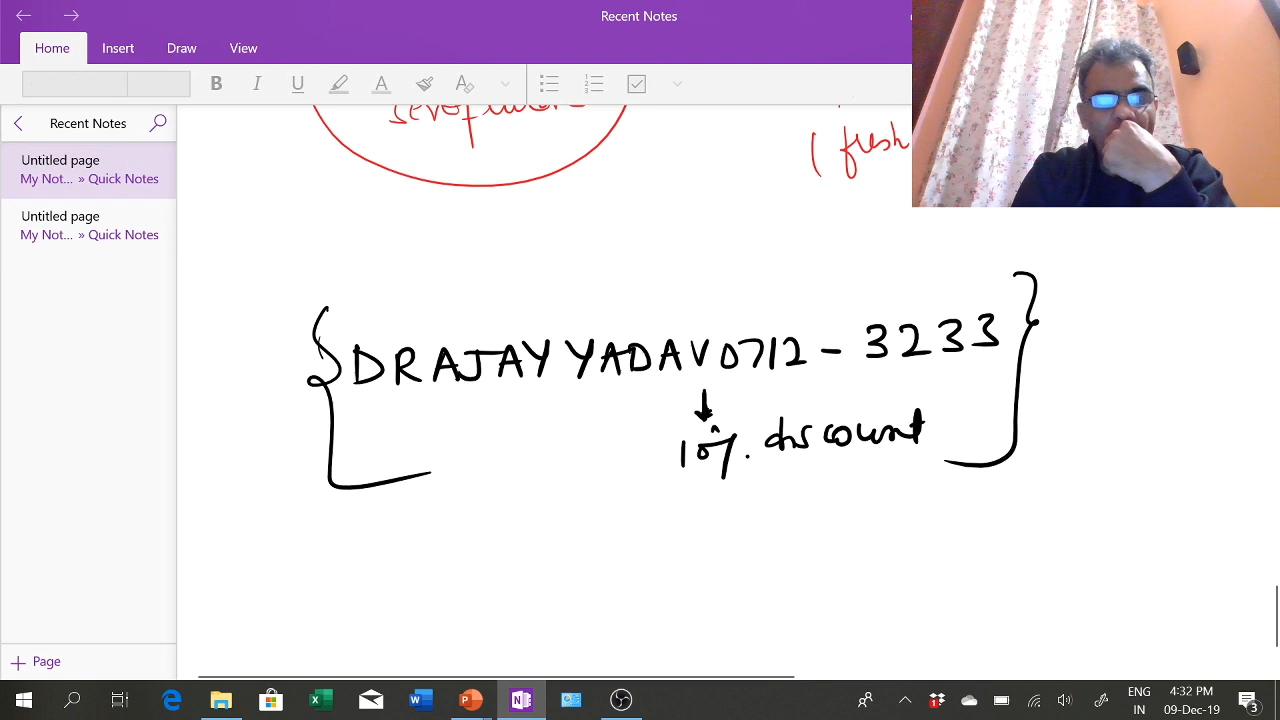 Recent Notes
Home Insert Draw View
B I U A
Recent Notes
Untitled page
My Not... » Quick Notes
Untitled page
My Not... » Quick Notes
( fresh
{ DRAJAYYADAV0712 - 3233 }
↓
10%. discount
+ Page
ENG
IN
4:32 PM
09-Dec-19